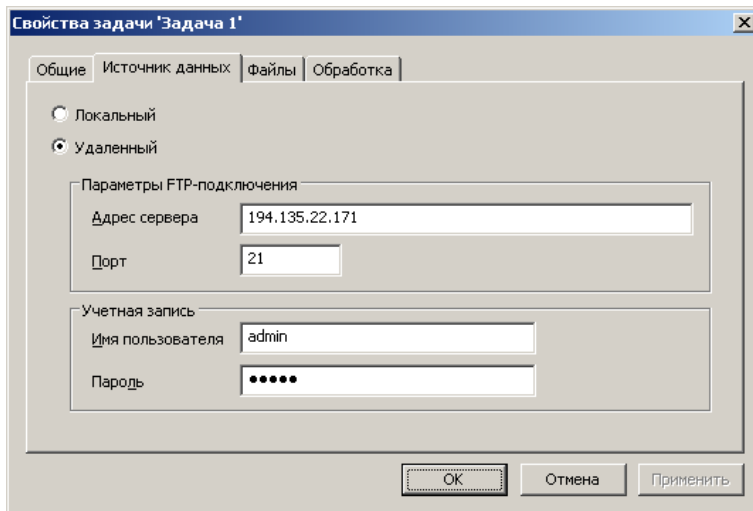 Свойства задачи 'Задача 1'
Общие Источник данных Файлы Обработка
Локальный
Удаленный
Параметры FTP-подключения
Адрес сервера 194.135.22.171
Порт 21
Учетная запись
Имя пользователя admin
Пароль •••••
OK Отмена Применить